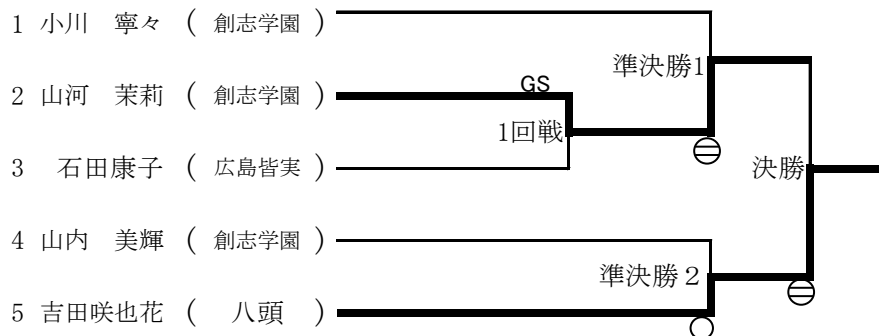 1 小川　寧々 ( 創志学園 )
準決勝1
2 山河　茉莉 ( 創志学園 )
GS
1回戦
3 石田康子 ( 広島皆実 )
決勝
4 山内　美輝 ( 創志学園 )
準決勝2
5 吉田咲也花 ( 八頭 )